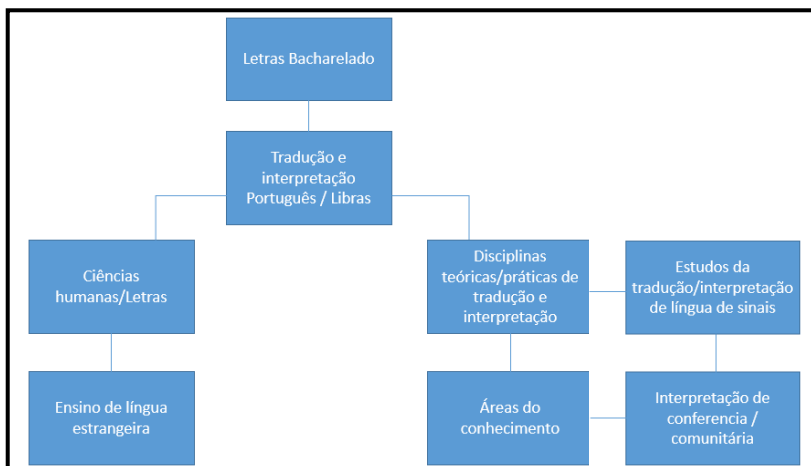 Letras Bacharelado
Tradução e
interpretação
Português / Libras
Ciências
humanas/Letras
Disciplinas
teóricas/práticas de
tradução e
interpretação
Estudos da
tradução/interpretação
de língua de sinais
Ensino de língua
estrangeira
Áreas do
conhecimento
Interpretação de
conferencia /
comunitária